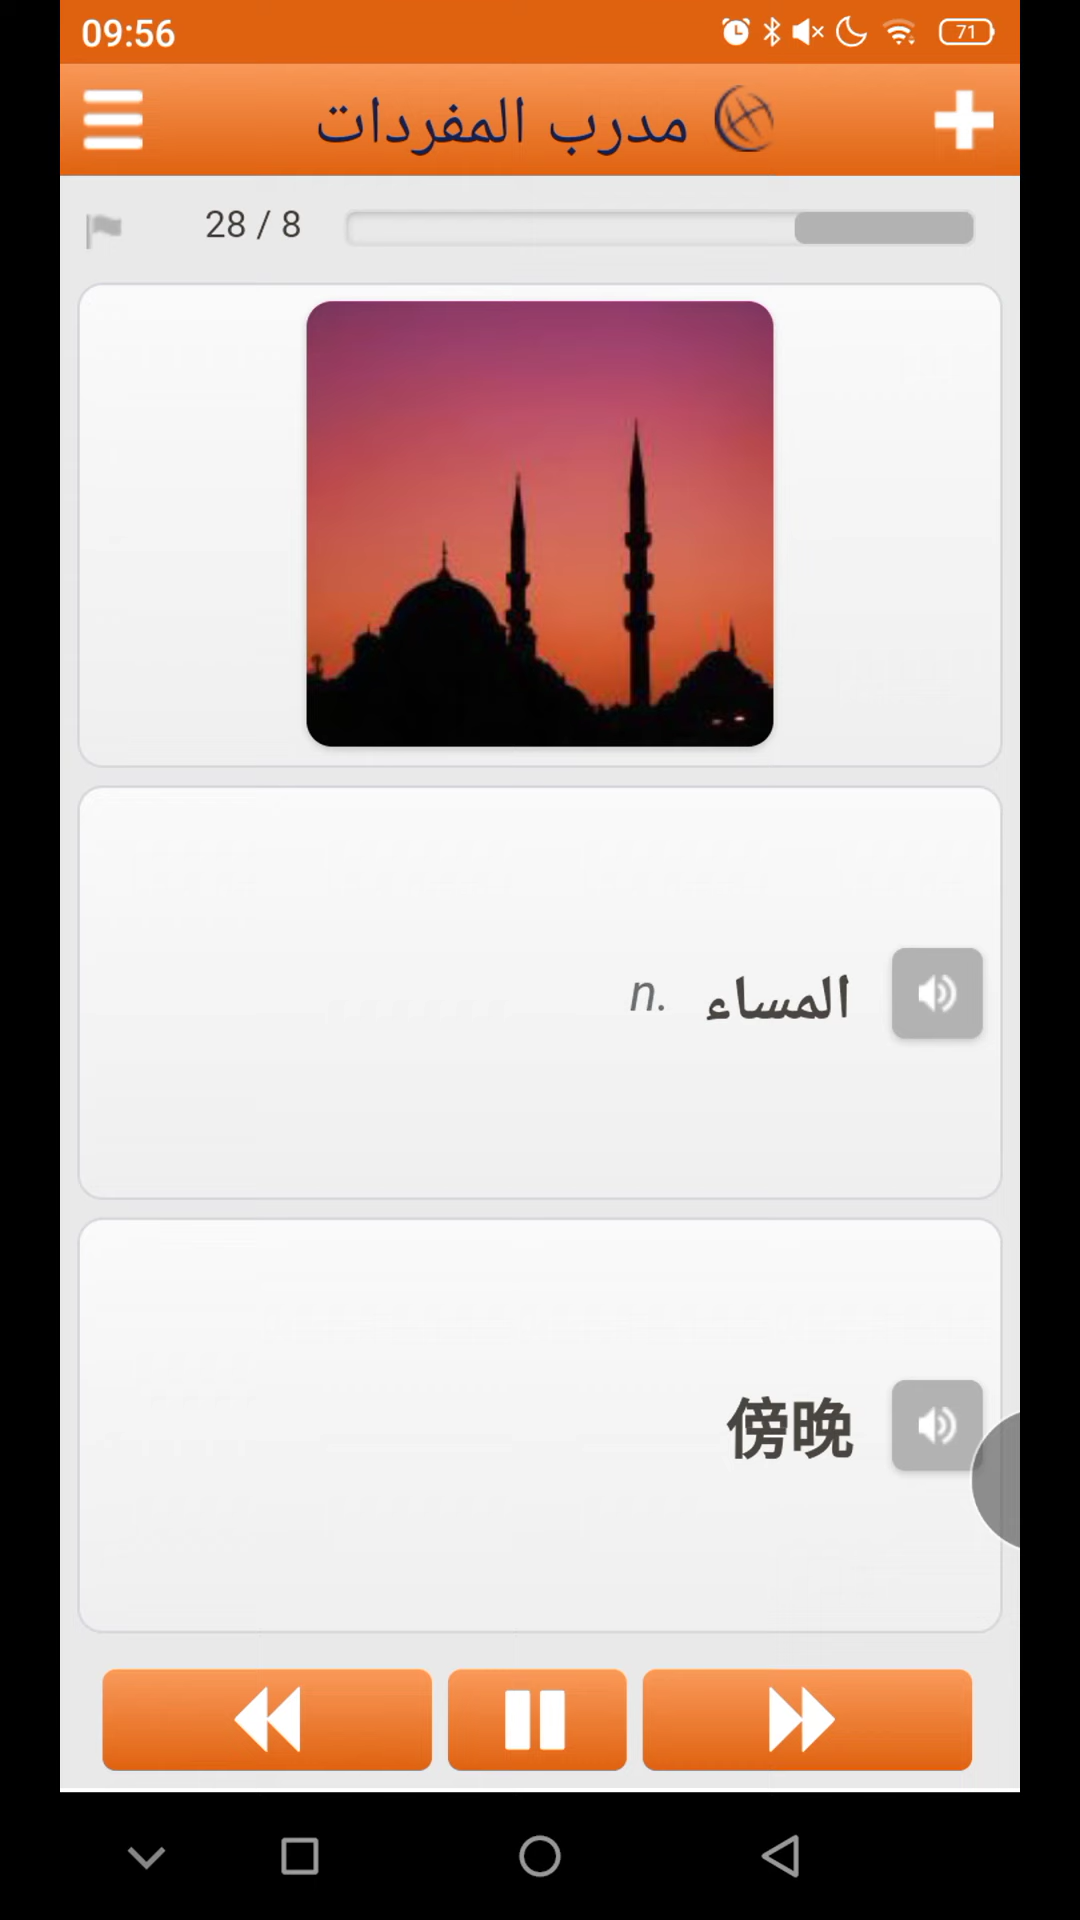 09:56
71
مدرب المفردات
28 / 8
المساء n.
傍晚